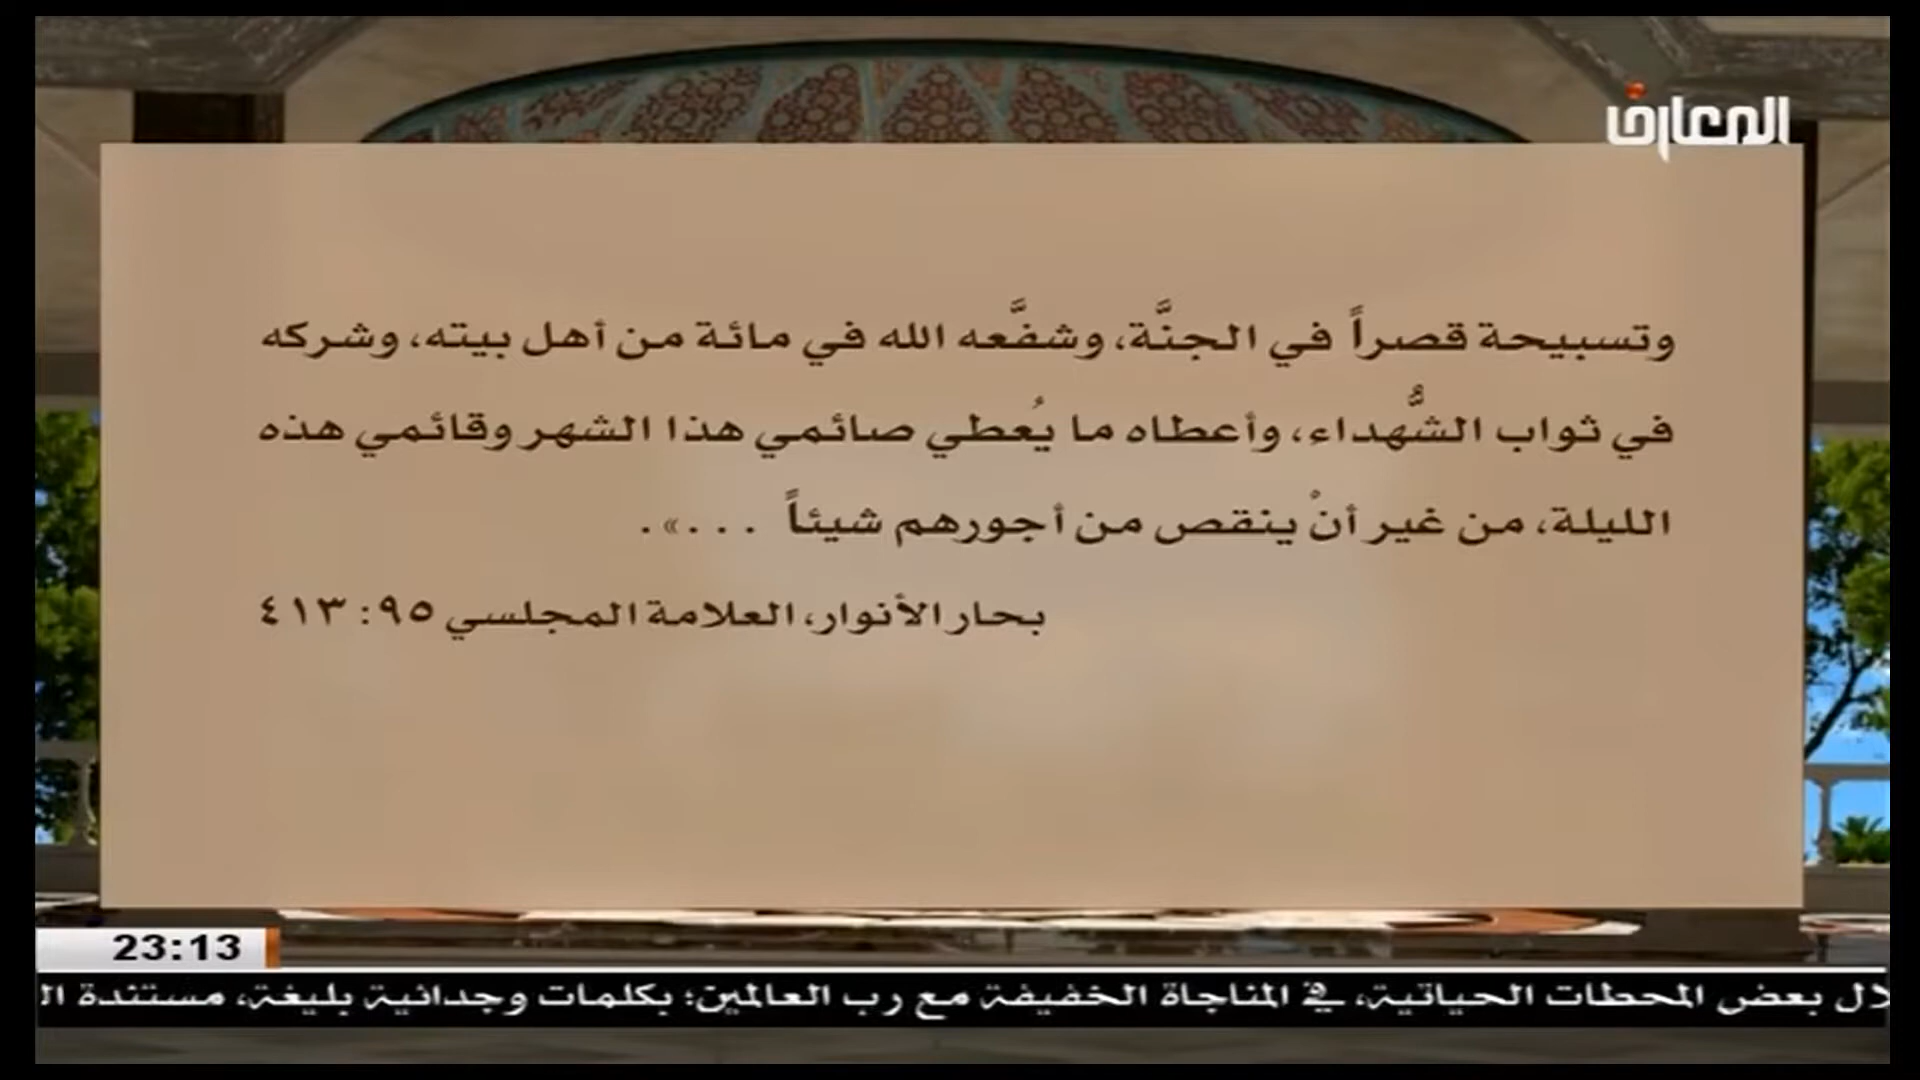 المعارف
وتسبيحة قصراً في الجنَّة، وشفَّعه الله في مائة من أهل بيته، وشركه
في ثواب الشُّهداء، وأعطاه ما يُعطي صائمي هذا الشهر وقائمي هذه
الليلة، من غير أنْ ينقص من أجورهم شيئاً ...».
بحار الأنوار، العلامة المجلسي ٩٥: ٤١٣
23:13
لال بعض المحطات الحياتية، في المناجاة الخفيفة مع رب العالمين؛ بكلمات وجدانية بليغة، مستندة الـ